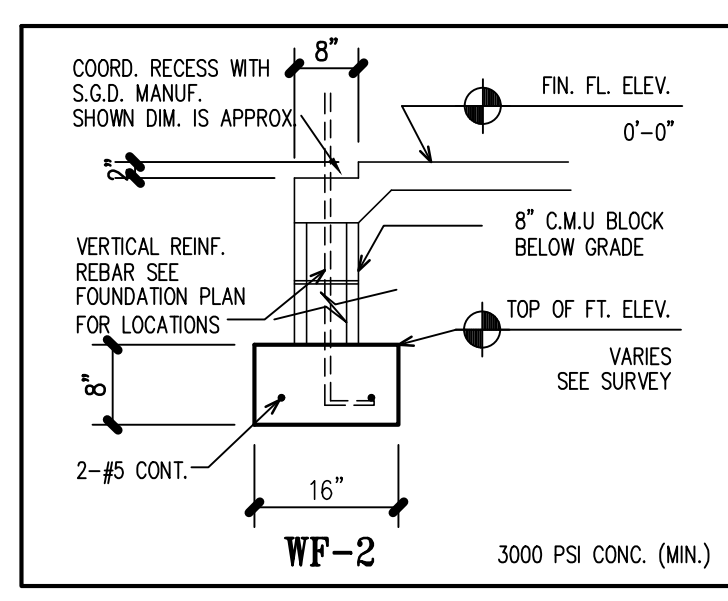 8"
COORD. RECESS WITH
S.G.D. MANUF.
SHOWN DIM. IS APPROX.
FIN. FL. ELEV.
0'-0"
2"
8" C.M.U BLOCK
BELOW GRADE
VERTICAL REINF.
REBAR SEE
FOUNDATION PLAN
FOR LOCATIONS
TOP OF FT. ELEV.
VARIES
SEE SURVEY
8"
2-#5 CONT.
16"
WF-2
3000 PSI CONC. (MIN.)